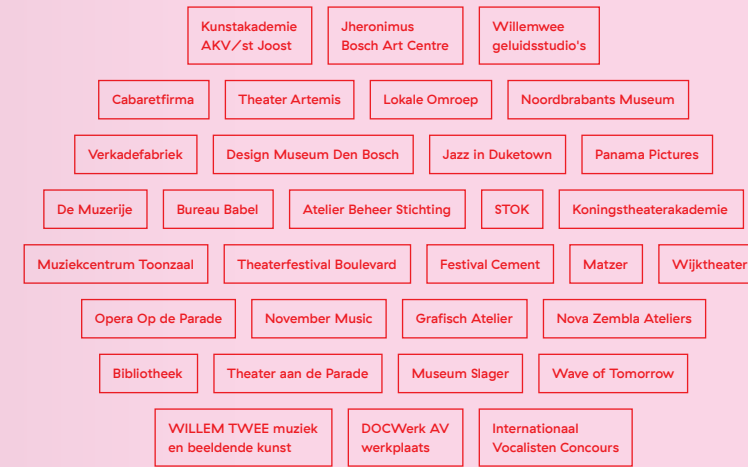 Kunstakademie
AKV/st Joost
Jheronimus
Bosch Art Centre
Willemwee
geluidsstudio's
Cabaretfirma
Theater Artemis
Lokale Omroep
Noordbrabants Museum
Verkadefabriek
Design Museum Den Bosch
Jazz in Duketown
Panama Pictures
De Muzerije
Bureau Babel
Atelier Beheer Stichting
STOK
Koningstheaterakademie
Muziekcentrum Toonzaal
Theaterfestival Boulevard
Festival Cement
Matzer
Wijktheater
Opera Op de Parade
November Music
Grafisch Atelier
Nova Zembla Ateliers
Bibliotheek
Theater aan de Parade
Museum Slager
Wave of Tomorrow
WILLEM TWEE muziek
en beeldende kunst
DOCWerk AV
werkplaats
Internationaal
Vocalisten Concours